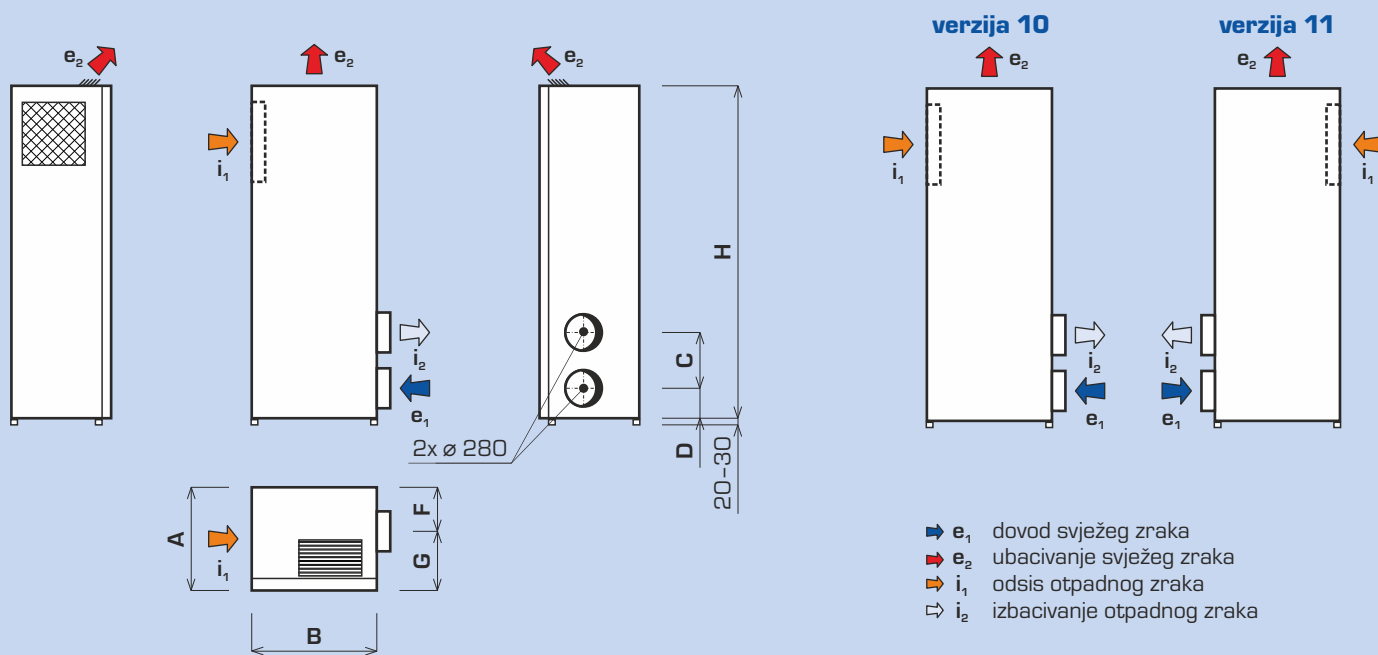 verzija 10
verzija 11
e₂
e₂
e₂
e₂
e₂
i₁
i₁
i₁
H
C
i₂
i₂
i₂
e₁
e₁
e₁
2x ø 280
D
20-30
A
i₁
F
G
B
e₁ dovod svježeg zraka
e₂ ubacivanje svježeg zraka
i₁ odsis otpadnog zraka
i₂ izbacivanje otpadnog zraka